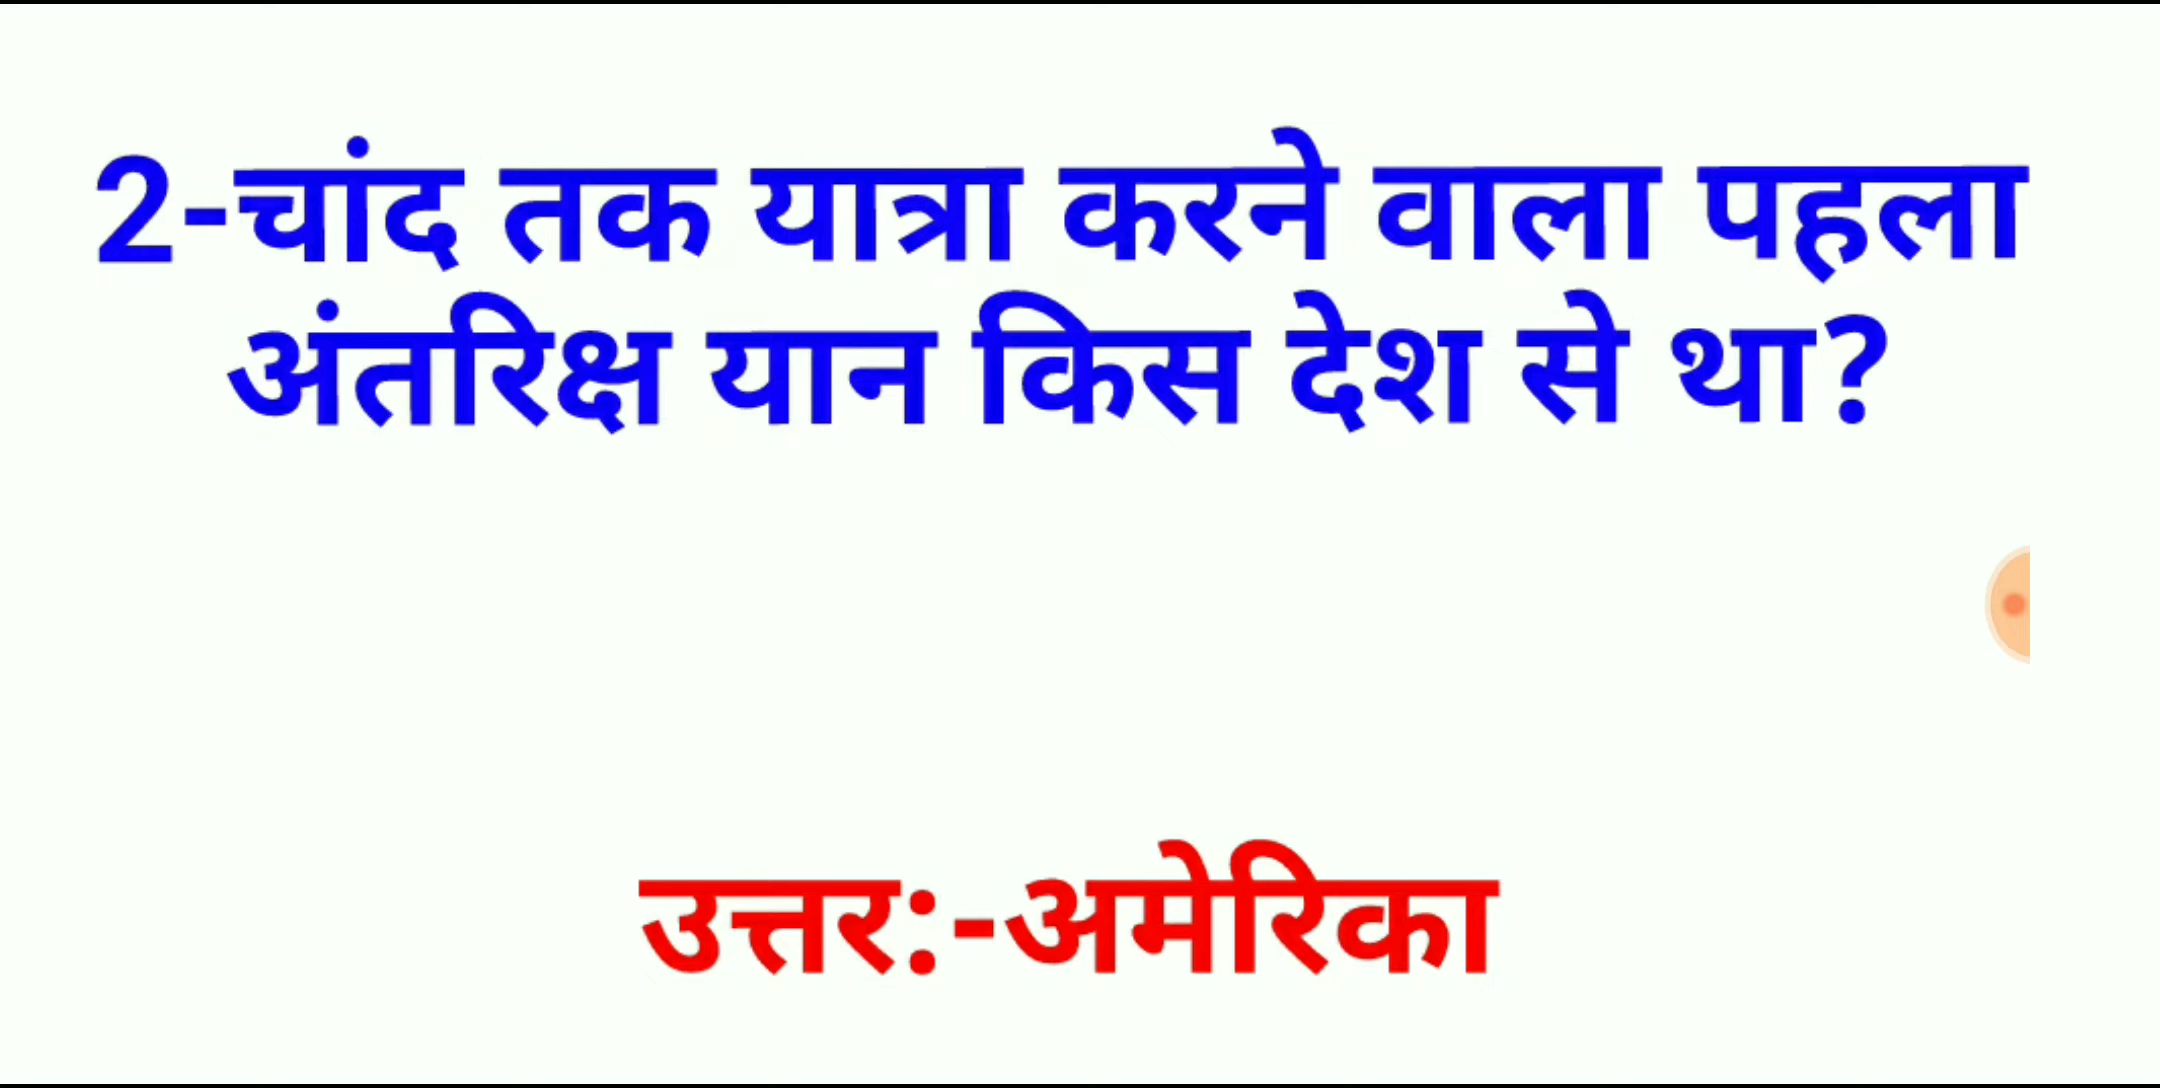 2-चांद तक यात्रा करने वाला पहला
अंतरिक्ष यान किस देश से था?
उत्तर:-अमेरिका